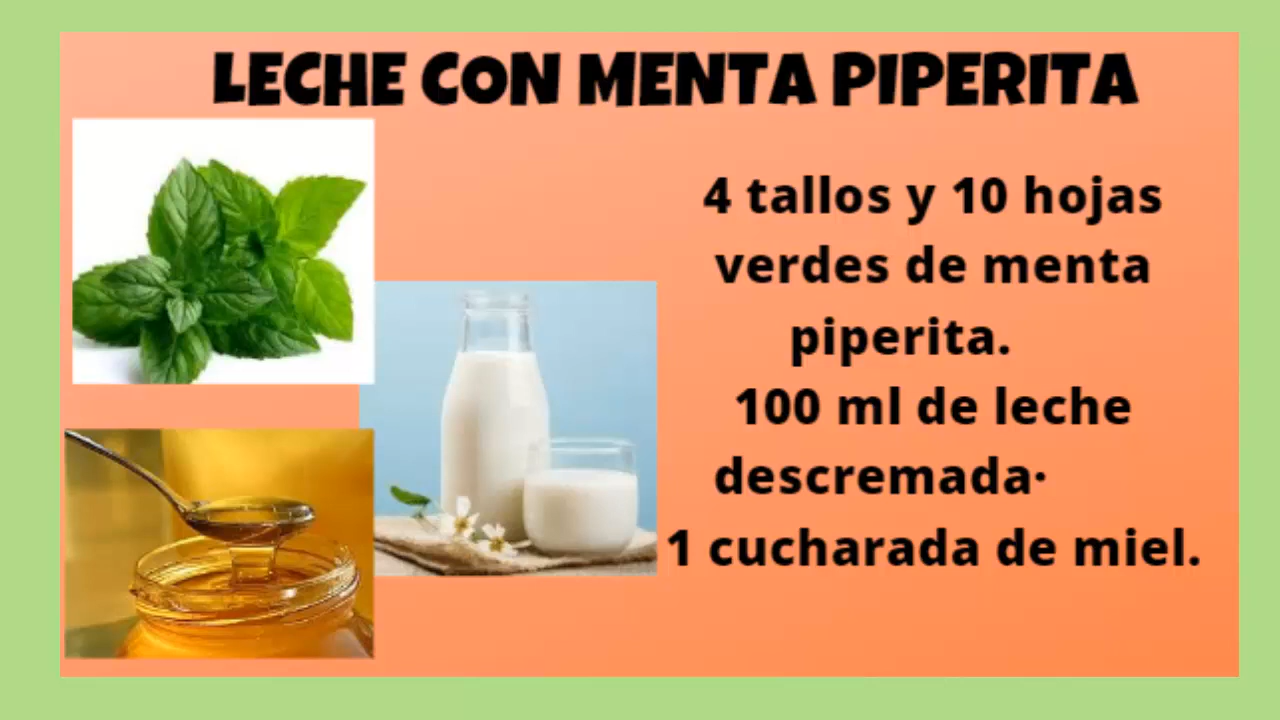 LECHE CON MENTA PIPERITA
4 tallos y 10 hojas
verdes de menta
piperita.
100 ml de leche
descremada·
1 cucharada de miel.